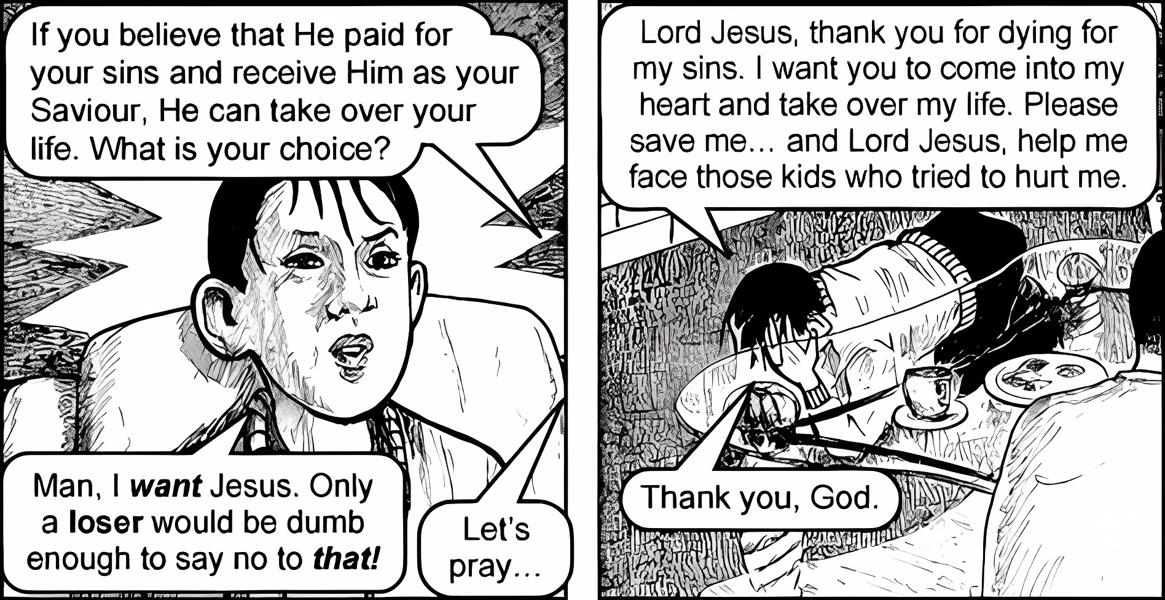 If you believe that He paid for
your sins and receive Him as your
Saviour, He can take over your
life. What is your choice?
Man, I want Jesus. Only
a loser would be dumb
enough to say no to that!
Let's
pray...
Lord Jesus, thank you for dying for
my sins. I want you to come into my
heart and take over my life. Please
save me... and Lord Jesus, help me
face those kids who tried to hurt me.
Thank you, God.